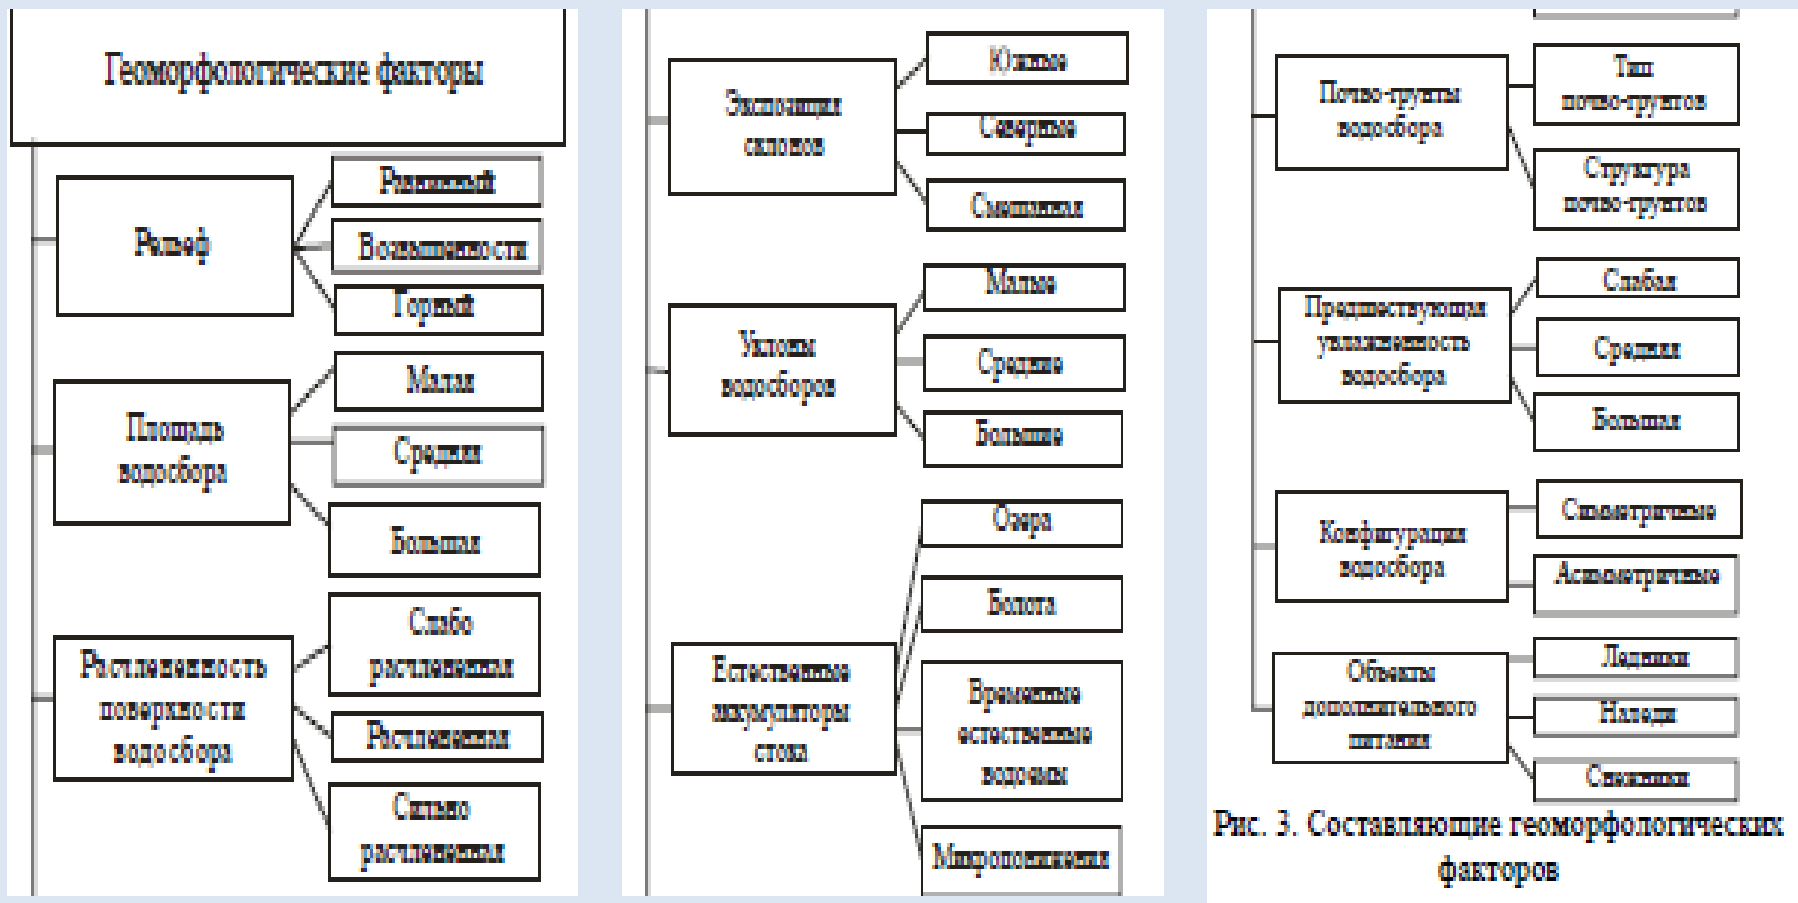 Геоморфологические факторы
Рельеф
Равнинный
Возвышенности
Горный
Площадь
водосбора
Малая
Средняя
Большая
Расчлененность
поверхности
водосбора
Слабо
расчлененная
Расчлененная
Сильно
расчлененная
Экспозиция
склонов
Южные
Северные
Смешанная
Уклоны
водосборов
Малые
Средние
Большие
Естественные
аккумуляторы
стока
Озера
Болота
Временные
естественные
водоемы
Микропонижения
Почво-грунты
водосбора
Тип
почво-грунтов
Структура
почво-грунтов
Предшествующая
увлажненность
водосбора
Слабая
Средняя
Большая
Конфигурация
водосбора
Симметричные
Асимметричные
Объекты
дополнительного
питания
Ледники
Наледи
Снежники
Рис. 3. Составляющие геоморфологических
факторов